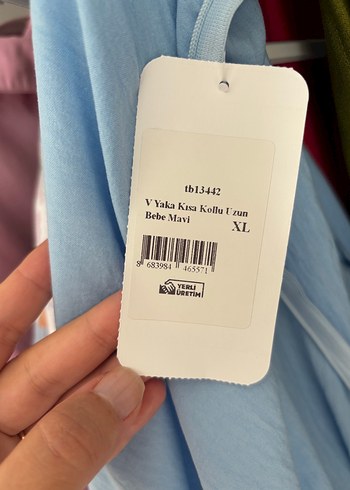 tb13442
V Yaka Kısa Kollu Uzun
Bebe Mavi
XL
8 683984 465571
YERLİ
ÜRETİM